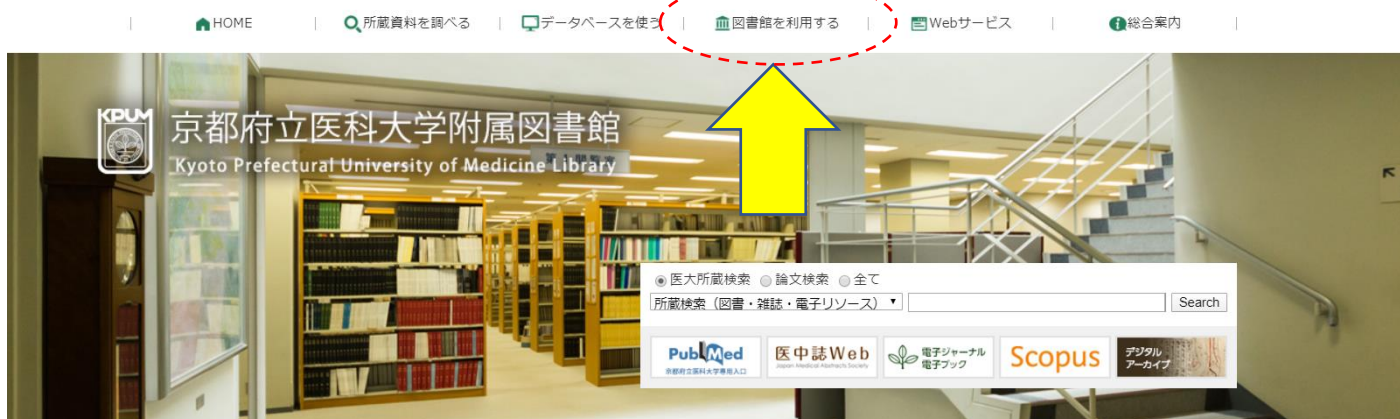 HOME
所蔵資料を調べる
データベースを使う
図書館を利用する
Webサービス
総合案内
KPUM
京都府立医科大学附属図書館
Kyoto Prefectural University of Medicine Library
医大所蔵検索 論文検索 全て
所蔵検索（図書・雑誌・電子リソース） Search
PubMed
京都府立医科大学専用入口
医中誌Web
Japan Medical Abstracts Society
電子ジャーナル
電子ブック
Scopus
デジタル
アーカイブ